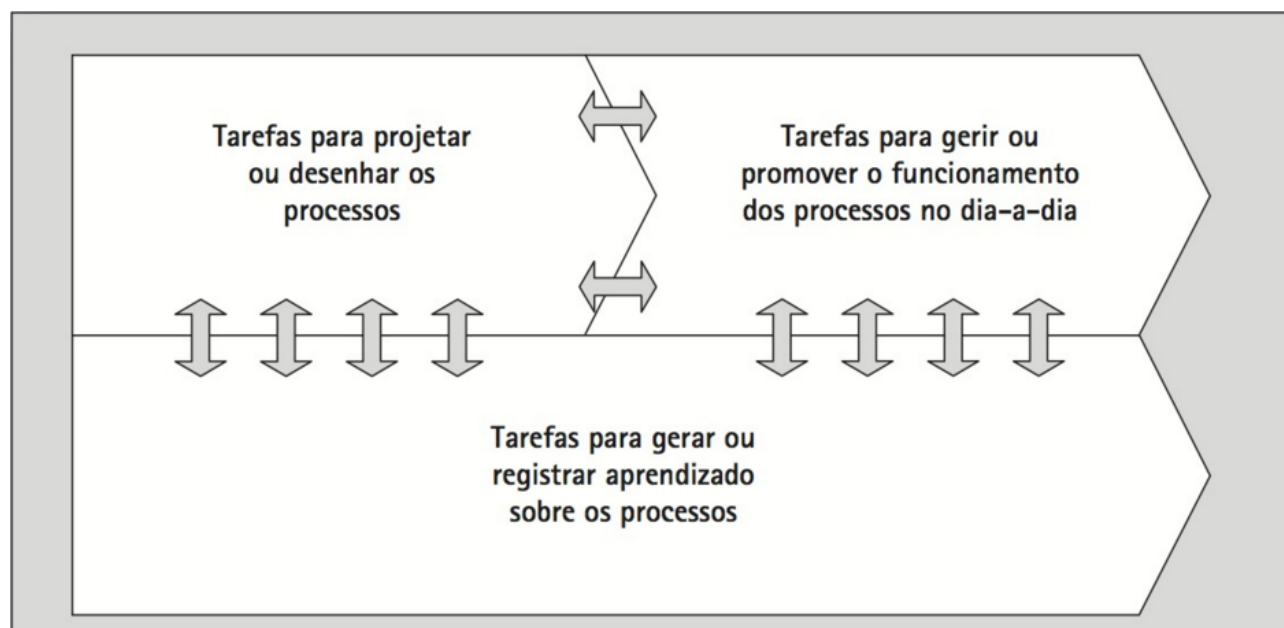 Tarefas para projetar
ou desenhar os
processos
Tarefas para gerir ou
promover o funcionamento
dos processos no dia-a-dia
Tarefas para gerar ou
registrar aprendizado
sobre os processos